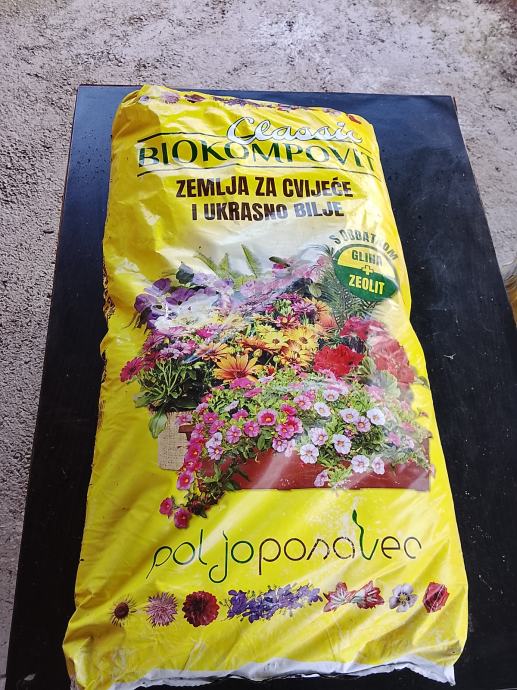 Classic
BIOKOMPOVIT
ZEMLJA ZA CVIJEĆE
I UKRASNO BILJE
S DODATKOM
GLINA
+
ZEOLIT
poljoposavec